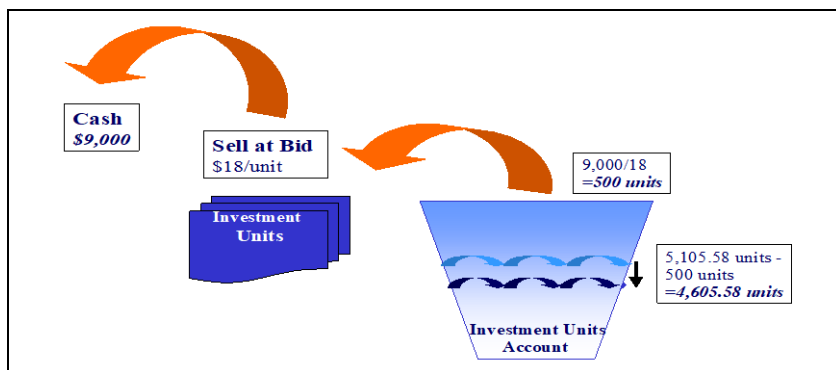 Cash
$9,000
Sell at Bid
$18/unit
9,000/18
=500 units
Investment
Units
5,105.58 units -
500 units
=4,605.58 units
Investment Units
Account